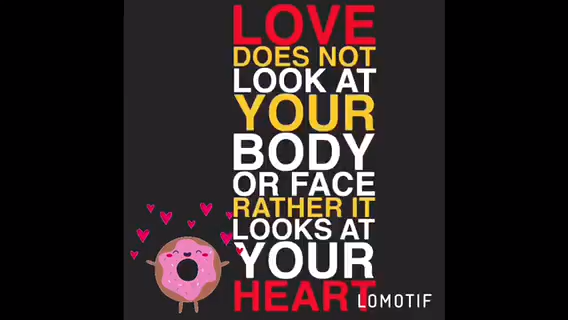 LOVE
DOES NOT
LOOK AT
YOUR
BODY
OR FACE
RATHER IT
LOOKS AT
YOUR
HEART
LOMOTIF